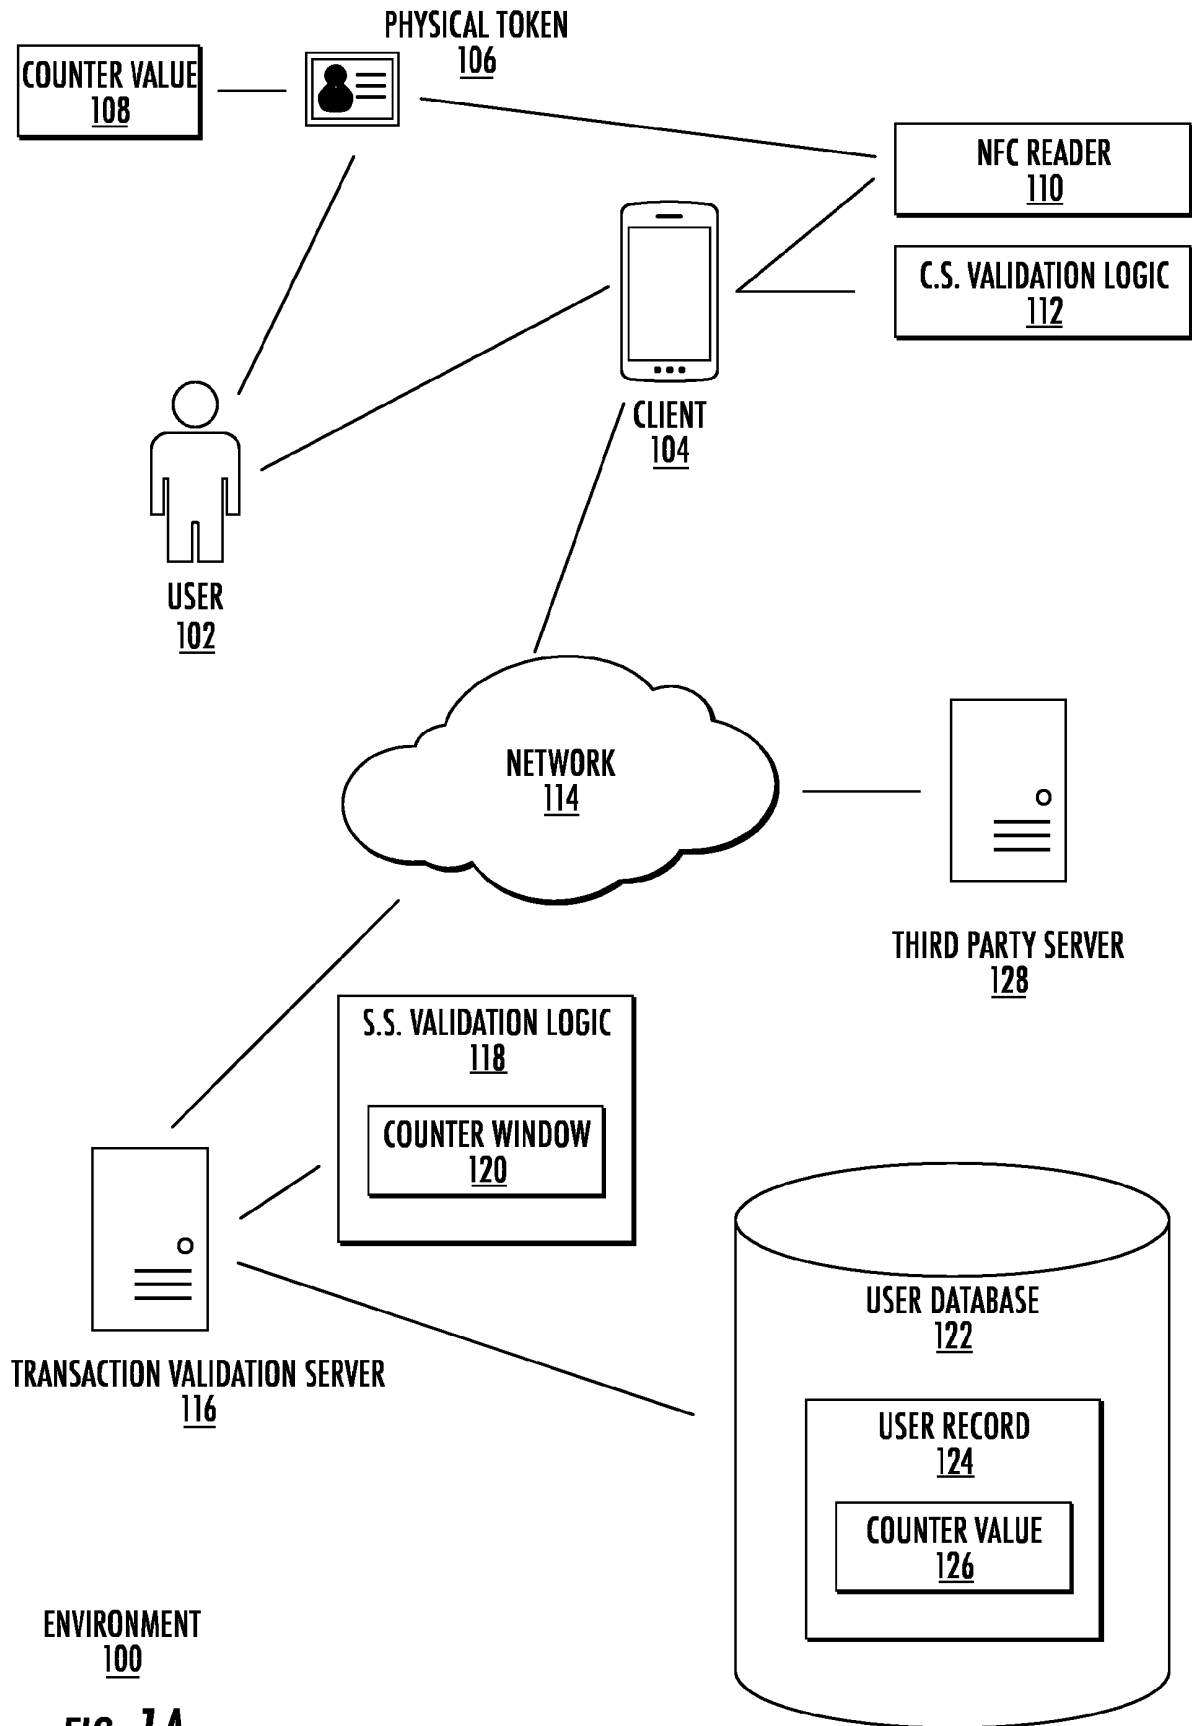 PHYSICAL TOKEN
106
COUNTER VALUE
108
NFC READER
110
C.S. VALIDATION LOGIC
112
CLIENT
104
USER
102
NETWORK
114
THIRD PARTY SERVER
128
S.S. VALIDATION LOGIC
118
COUNTER WINDOW
120
TRANSACTION VALIDATION SERVER
116
USER DATABASE
122
USER RECORD
124
COUNTER VALUE
126
ENVIRONMENT
100
FIG. 1A